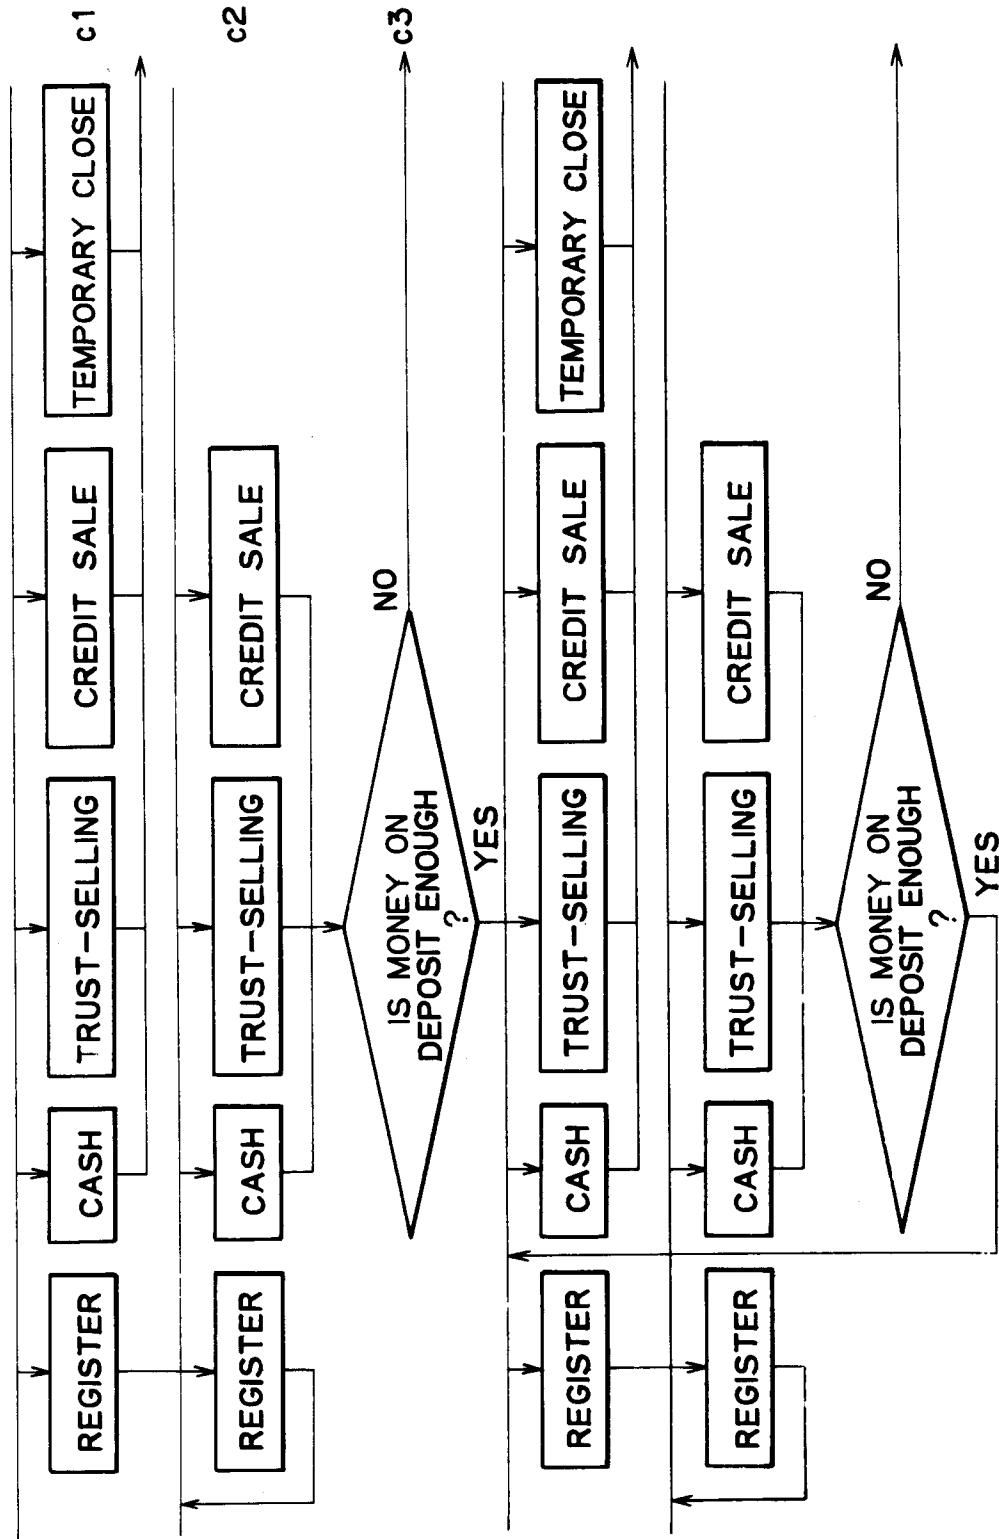 REGISTER
CASH
TRUST-SELLING
CREDIT SALE
TEMPORARY CLOSE
c1
REGISTER
CASH
TRUST-SELLING
CREDIT SALE
c2
IS MONEY ON
DEPOSIT ENOUGH
?
NO
c3
YES
REGISTER
CASH
TRUST-SELLING
CREDIT SALE
TEMPORARY CLOSE
REGISTER
CASH
TRUST-SELLING
CREDIT SALE
IS MONEY ON
DEPOSIT ENOUGH
?
NO
YES